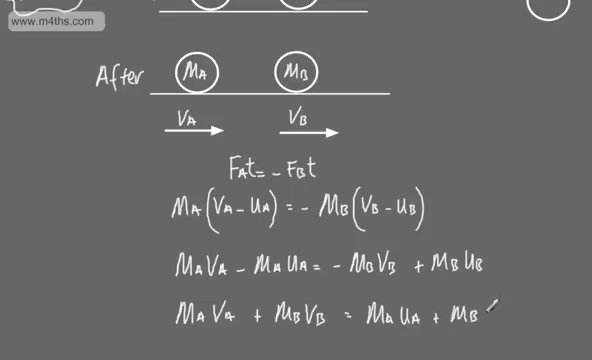 www.m4ths.com
After MA MB
VA VB
FAt = - FBt
MA(VA - UA) = - MB(VB - UB)
MAVA - MAUA = - MBVB + MBUB
MAVA + MBVB = MAUA + MB